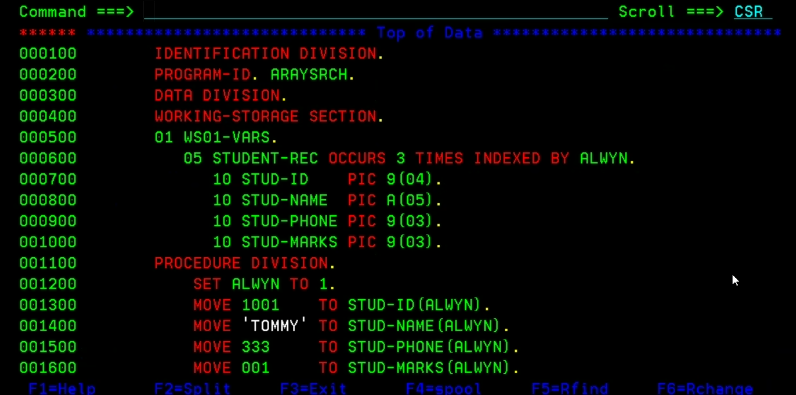 Command ===> Scroll ===> CSR
****** ***************************** Top of Data ******************************
000100 IDENTIFICATION DIVISION.
000200 PROGRAM-ID. ARAYSRCH.
000300 DATA DIVISION.
000400 WORKING-STORAGE SECTION.
000500 01 WS01-VARS.
000600 05 STUDENT-REC OCCURS 3 TIMES INDEXED BY ALWYN.
000700 10 STUD-ID PIC 9(04).
000800 10 STUD-NAME PIC A(05).
000900 10 STUD-PHONE PIC 9(03).
001000 10 STUD-MARKS PIC 9(03).
001100 PROCEDURE DIVISION.
001200 SET ALWYN TO 1.
001300 MOVE 1001 TO STUD-ID(ALWYN).
001400 MOVE 'TOMMY' TO STUD-NAME(ALWYN).
001500 MOVE 333 TO STUD-PHONE(ALWYN).
001600 MOVE 001 TO STUD-MARKS(ALWYN).
F1=Help F2=Split F3=Exit F4=spool F5=Rfind F6=Rchange